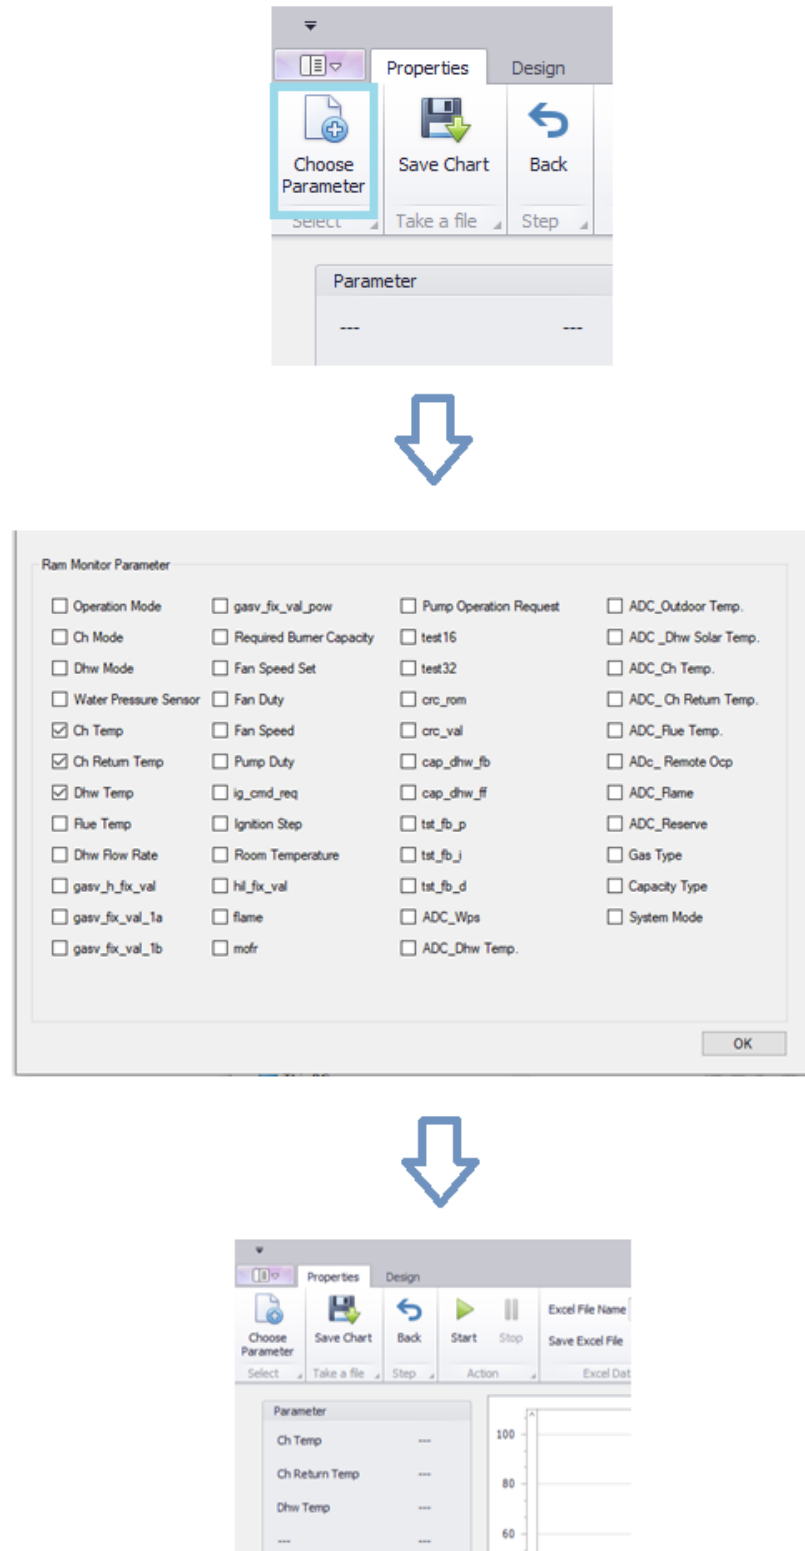 Properties Design
Choose
Parameter
Save Chart
Back
Select
Take a file
Step
Parameter
--- ---
Ram Monitor Parameter
Operation Mode
Ch Mode
Dhw Mode
Water Pressure Sensor
Ch Temp
Ch Return Temp
Dhw Temp
Flue Temp
Dhw Flow Rate
gasv_h_fix_val
gasv_fix_val_1a
gasv_fix_val_1b
gasv_fix_val_pow
Required Burner Capacity
Fan Speed Set
Fan Duty
Fan Speed
Pump Duty
ig_cmd_req
Ignition Step
Room Temperature
hil_fix_val
flame
mofr
Pump Operation Request
test16
test32
crc_rom
crc_val
cap_dhw_fb
cap_dhw_ff
tst_fb_p
tst_fb_i
tst_fb_d
ADC_Wps
ADC_Dhw Temp.
ADC_Outdoor Temp.
ADC _Dhw Solar Temp.
ADC_Ch Temp.
ADC_ Ch Return Temp.
ADC_Flue Temp.
ADc_ Remote Ocp
ADC_Flame
ADC_Reserve
Gas Type
Capacity Type
System Mode
OK
Properties Design
Choose
Parameter
Save Chart
Back
Start
Stop
Excel File Name
Save Excel File
Select
Take a file
Step
Action
Excel Dat
Parameter
Ch Temp ---
Ch Return Temp ---
Dhw Temp ---
--- ---
100
80
60